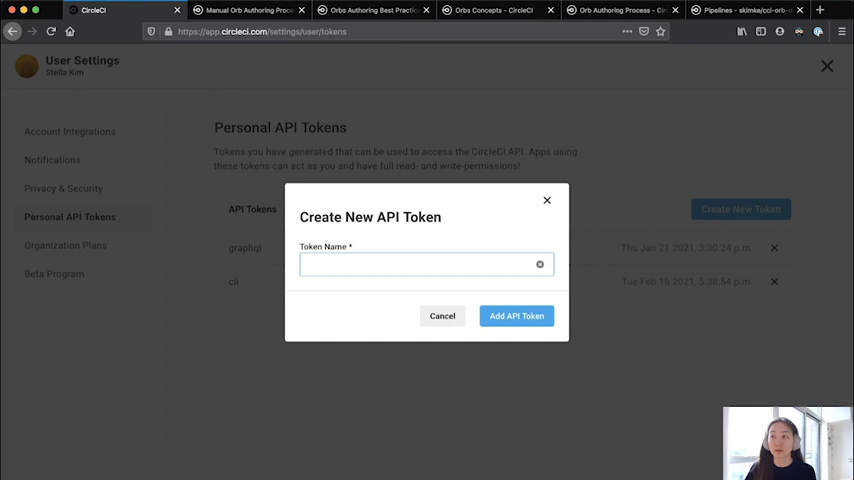 CircleCI
Manual Orb Authoring Proce
Orbs Authoring Best Practice
Orbs Concepts - CircleCI
Orb Authoring Process - Circ
Pipelines - skimke/cci-orb-d
https://app.circleci.com/settings/user/tokens
User Settings
Stella Kim
Account Integrations
Notifications
Privacy & Security
Personal API Tokens
Organization Plans
Beta Program
Personal API Tokens
Tokens you have generated that can be used to access the CircleCI API. Apps using
these tokens can act as you and have full read- and write-permissions!
API Tokens
Create New Token
graphql
Thu Jan 21 2021, 3:30:24 p.m.
cli
Tue Feb 16 2021, 5:38:54 p.m.
Create New API Token
Token Name *
Cancel
Add API Token